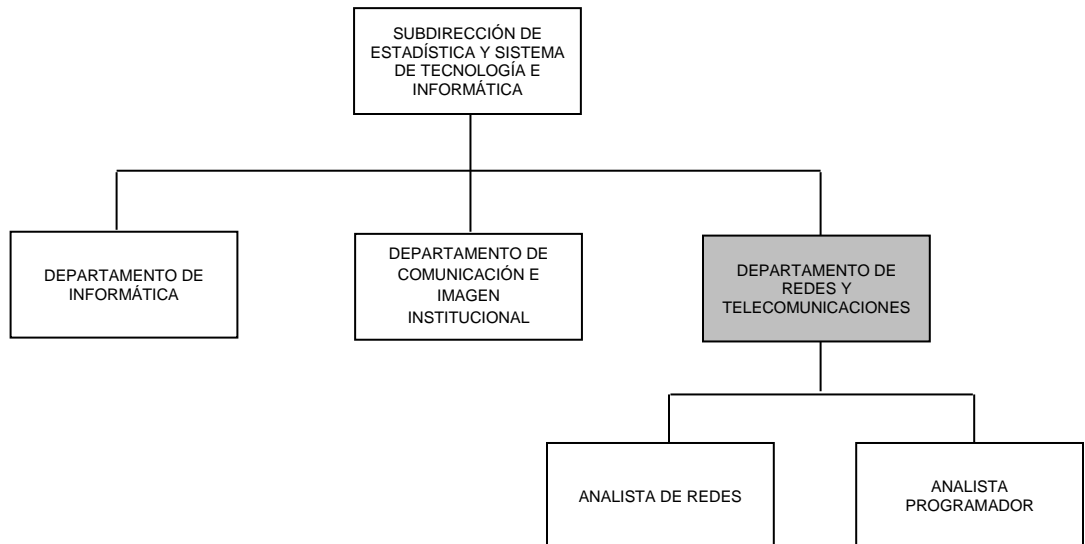 SUBDIRECCIÓN DE
ESTADÍSTICA Y SISTEMA
DE TECNOLOGÍA E
INFORMÁTICA
DEPARTAMENTO DE
INFORMÁTICA
DEPARTAMENTO DE
COMUNICACIÓN E
IMAGEN
INSTITUCIONAL
DEPARTAMENTO DE
REDES Y
TELECOMUNICACIONES
ANALISTA DE REDES
ANALISTA
PROGRAMADOR